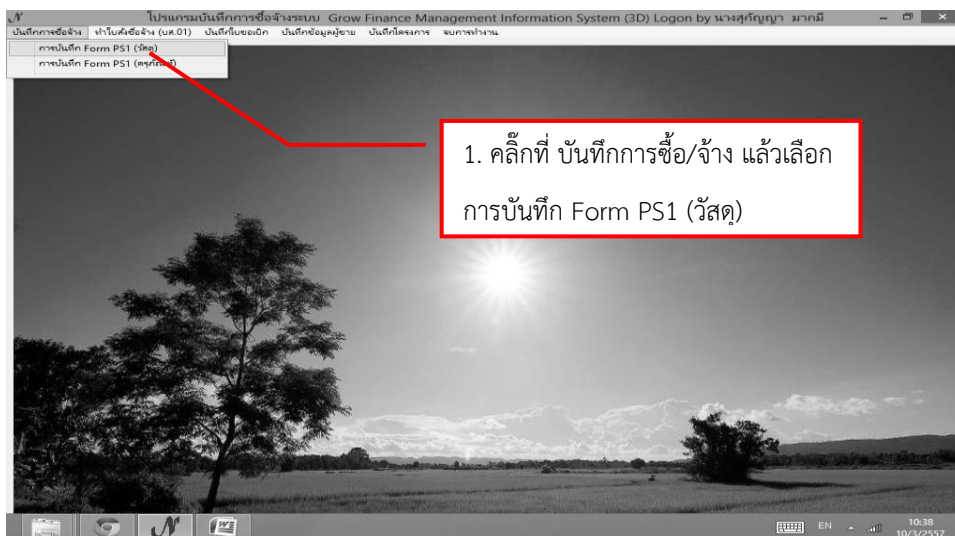 โปรแกรมบันทึกการซื้อจ้างระบบ Grow Finance Management Information System (3D) Logon by นางสุกัญญา มากมี
บันทึกการซื้อจ้าง ทำใบสั่งซื้อจ้าง (บส.01) บันทึกใบขอเบิก บันทึกข้อมูลผู้ขาย บันทึกโครงการ จบการทำงาน
การบันทึก Form PS1 (วัสดุ)
การบันทึก Form PS1 (ครุภัณฑ์)
1. คลิ๊กที่ บันทึกการซื้อ/จ้าง แล้วเลือก
การบันทึก Form PS1 (วัสดุ)
EN
10:38
10/3/2557